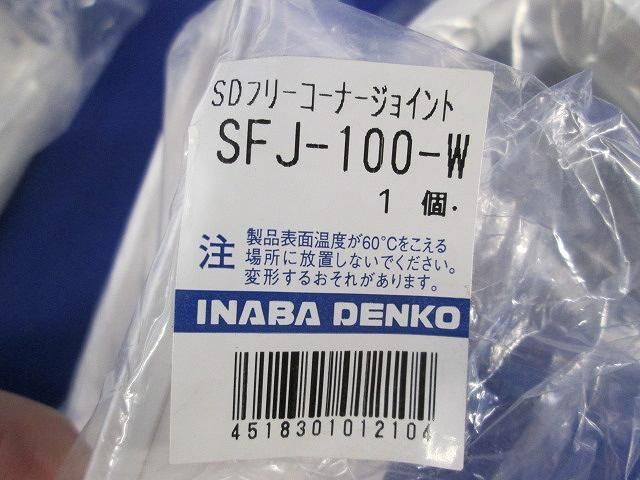 SDフリーコーナージョイント
SFJ-100-W
1 個.
注 製品表面温度が60℃をこえる
場所に放置しないでください。
変形するおそれがあります。
INABA DENKO
4518301012104